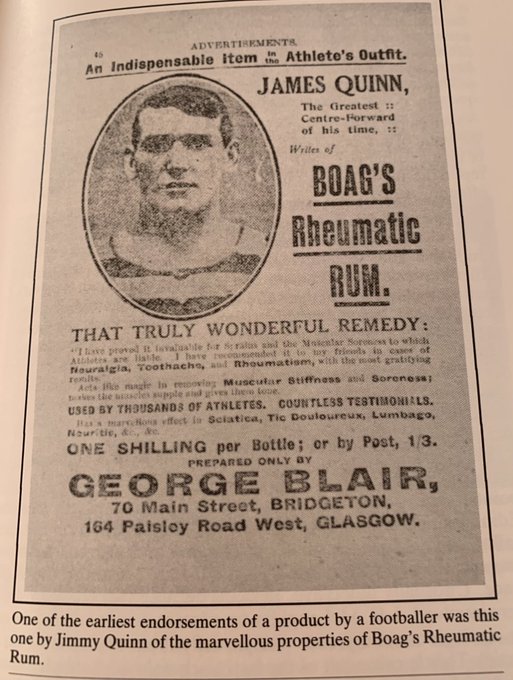 46
ADVERTISEMENTS.
An Indispensable Item in the Athlete's Outfit.
JAMES QUINN,
The Greatest ::
Centre-Forward
of his time, ::
Writes of
BOAG'S
Rheumatic
RUM.
THAT TRULY WONDERFUL REMEDY:
"I have proved it invaluable for Strains and the Muscular Soreness to which
Athletes are liable. I have recommended it to my friends in cases of
Neuralgia, Toothache, and Rheumatism, with the most gratifying
results.
Acts like magic in removing Muscular Stiffness and Soreness;
makes the muscles supple and gives them tone.
USED BY THOUSANDS OF ATHLETES. COUNTLESS TESTIMONIALS.
Has a marvellous effect in Sciatica, Tic Douloureux, Lumbago,
Neuritis, &c., &c.
ONE SHILLING per Bottle; or by Post, 1/3.
PREPARED ONLY BY
GEORGE BLAIR,
70 Main Street, BRIDGETON,
164 Paisley Road West, GLASGOW.
One of the earliest endorsements of a product by a footballer was this
one by Jimmy Quinn of the marvellous properties of Boag's Rheumatic
Rum.